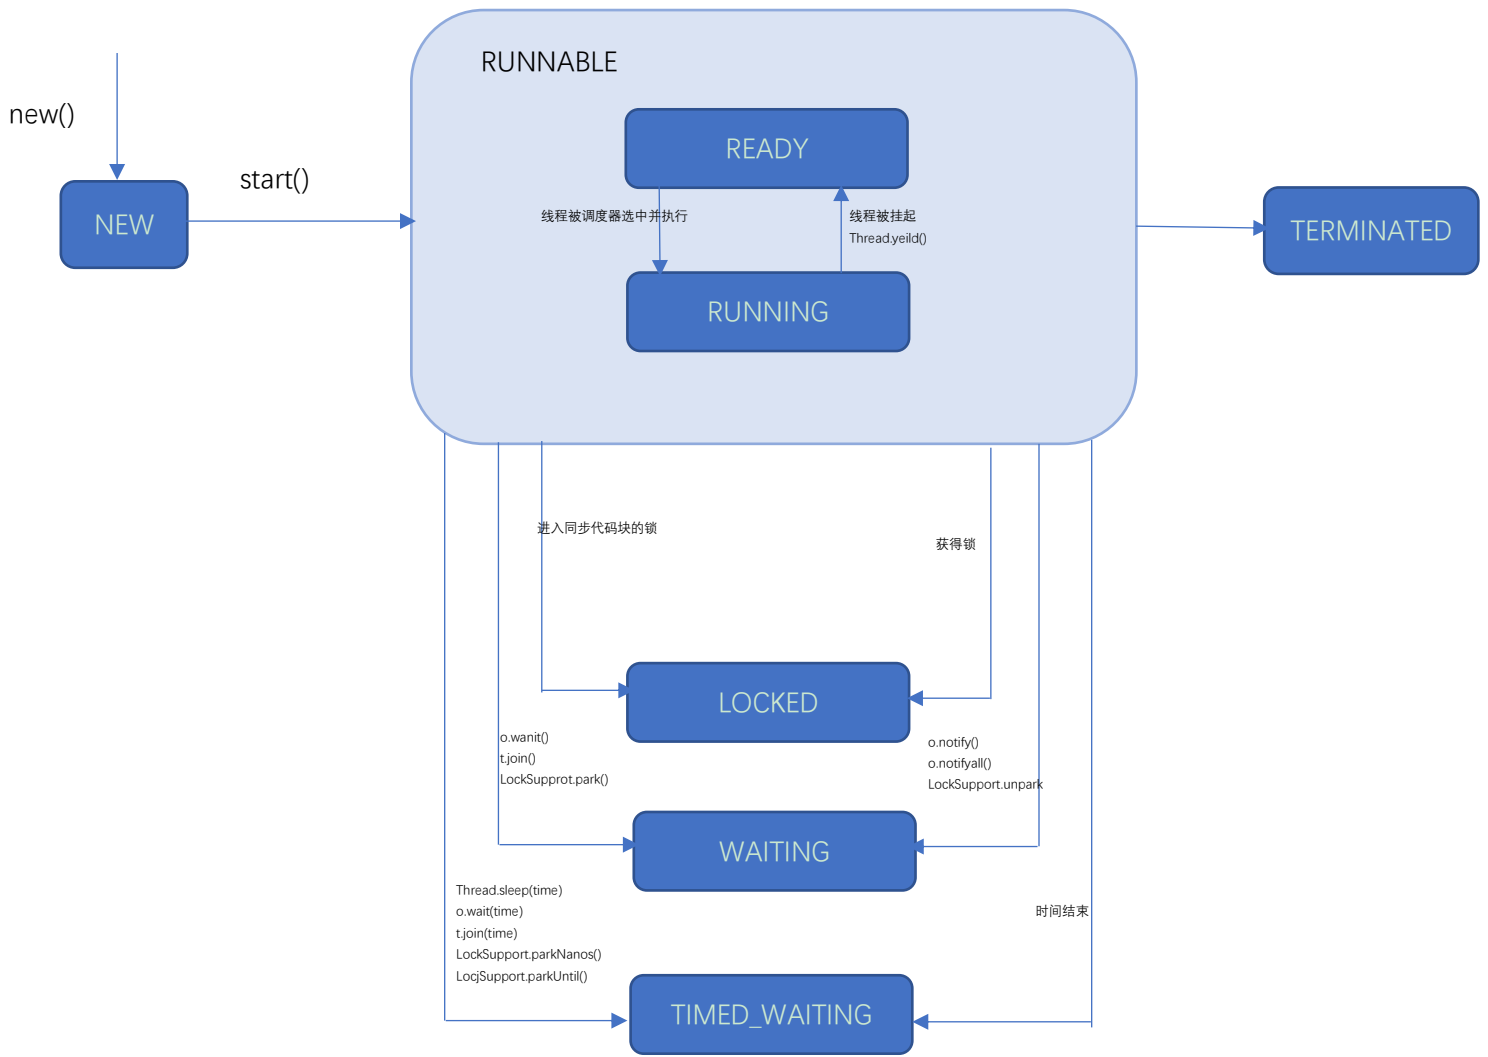 RUNNABLE
new()
READY
start()
线程被调度器选中并执行
线程被挂起
NEW
Thread.yeild()
TERMINATED
RUNNING
进入同步代码块的锁
获得锁
LOCKED
o.wanit()
t.join()
LockSupprot.park()
o.notify()
o.notifyall()
LockSupport.unpark
WAITING
Thread.sleep(time)
o.wait(time)
t.join(time)
LockSupport.parkNanos()
LocjSupport.parkUntil()
时间结束
TIMED_WAITING